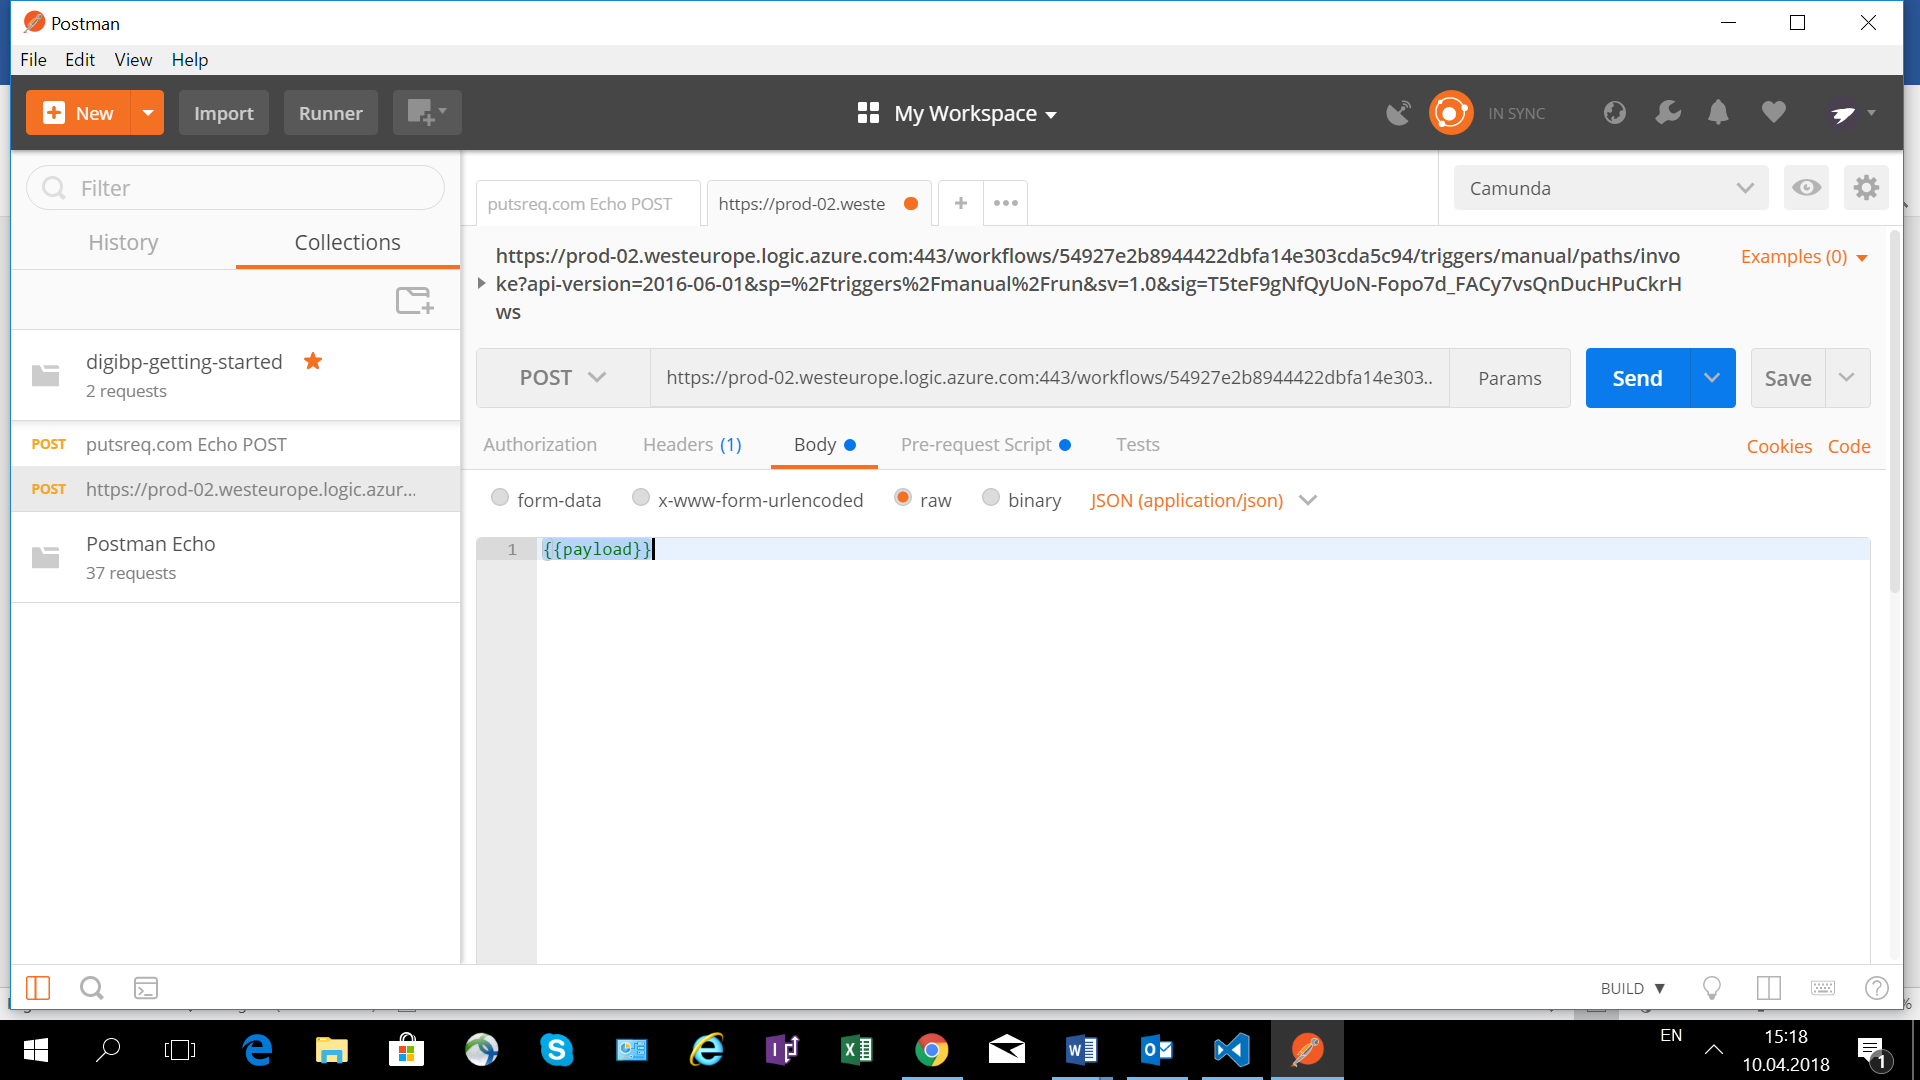 Postman
File Edit View Help
New Import Runner My Workspace IN SYNC
Filter
History Collections
digibp-getting-started
2 requests
POST putsreq.com Echo POST
POST https://prod-02.westeurope.logic.azur...
Postman Echo
37 requests
putsreq.com Echo POST https://prod-02.weste + ••• Camunda
https://prod-02.westeurope.logic.azure.com:443/workflows/54927e2b8944422dbfa14e303cda5c94/triggers/manual/paths/invo
ke?api-version=2016-06-01&sp=%2Ftriggers%2Fmanual%2Frun&sv=1.0&sig=T5teF9gNfQyUoN-Fopo7d_FACy7vsQnDucHPuCkrH
ws
Examples (0)
POST https://prod-02.westeurope.logic.azure.com:443/workflows/54927e2b8944422dbfa14e303.. Params Send Save
Authorization Headers (1) Body Pre-request Script Tests Cookies Code
form-data x-www-form-urlencoded raw binary JSON (application/json)
1 {{payload}}
BUILD
EN
15:18
10.04.2018
1